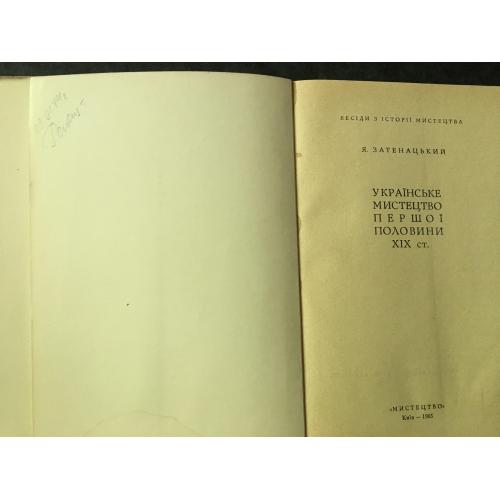 БЕСІДИ З ІСТОРІЇ МИСТЕЦТВА
Я. ЗАТЕНАЦЬКИЙ
УКРАЇНСЬКЕ
МИСТЕЦТВО
ПЕРШОЇ
ПОЛОВИНИ
XIX ст.
«МИСТЕЦТВО»
Київ — 1965